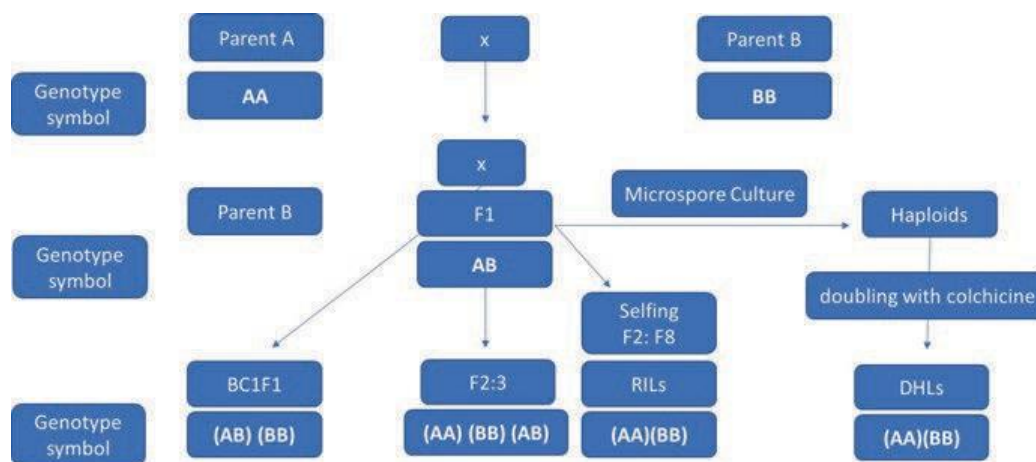 Parent A
x
Parent B
Genotype
symbol
AA
BB
x
Parent B
F1
Microspore Culture
Haploids
Genotype
symbol
AB
doubling with colchicine
Selfing
F2: F8
BC1F1
F2:3
RILs
DHLs
Genotype
symbol
(AB) (BB)
(AA) (BB) (AB)
(AA)(BB)
(AA)(BB)